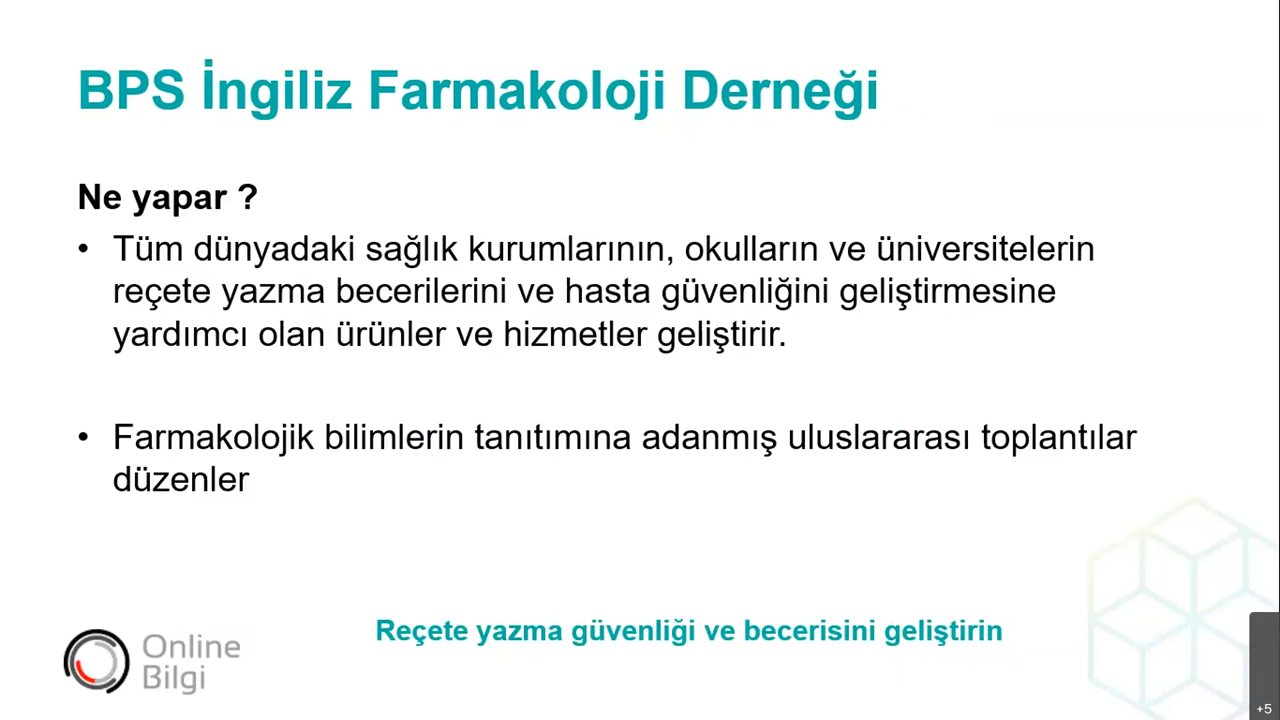 BPS İngiliz Farmakoloji Derneği
Ne yapar ?
• Tüm dünyadaki sağlık kurumlarının, okulların ve üniversitelerin
reçete yazma becerilerini ve hasta güvenliğini geliştirmesine
yardımcı olan ürünler ve hizmetler geliştirir.
• Farmakolojik bilimlerin tanıtımına adanmış uluslararası toplantılar
düzenler
Reçete yazma güvenliği ve becerisini geliştirin
Online
Bilgi
+5